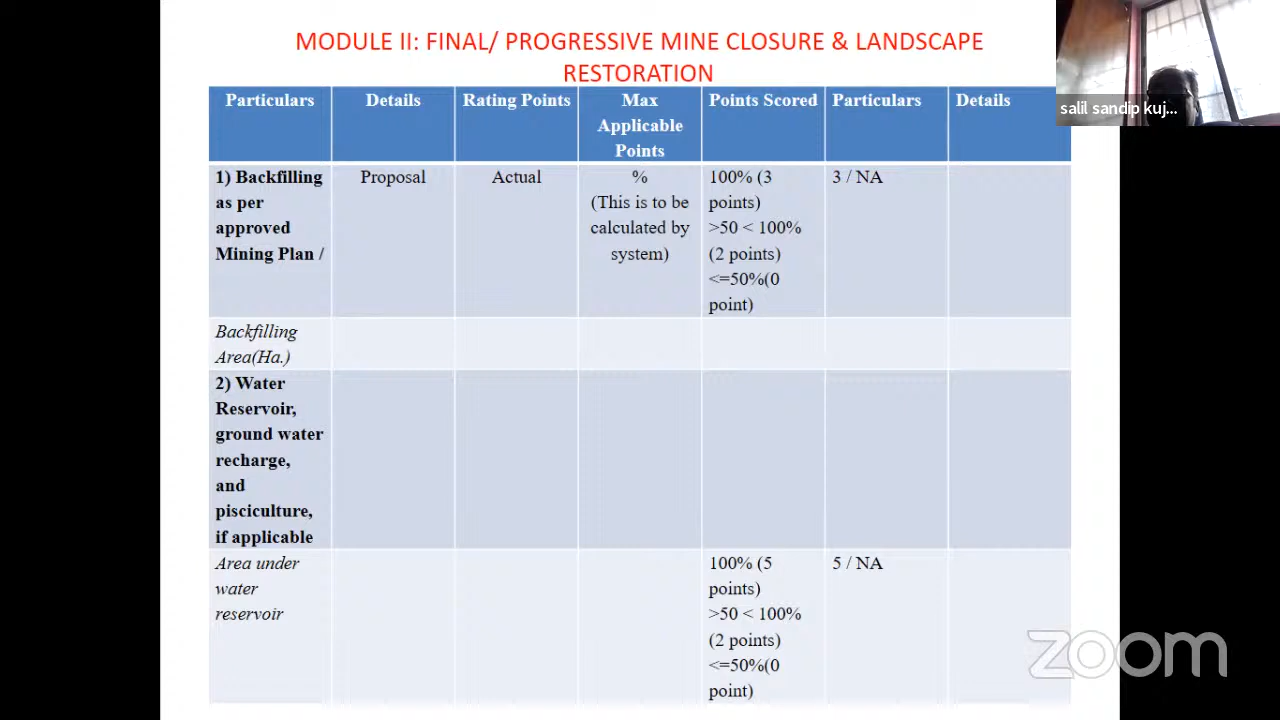 MODULE II: FINAL/ PROGRESSIVE MINE CLOSURE & LANDSCAPE
RESTORATION
salil sandip kuj...
Particulars
Details
Rating Points
Max
Applicable
Points
Points Scored
Particulars
Details
1) Backfilling
as per
approved
Mining Plan /
Proposal
Actual
%
(This is to be
calculated by
system)
100% (3
points)
>50 < 100%
(2 points)
<=50%(0
point)
3 / NA
Backfilling
Area(Ha.)
2) Water
Reservoir,
ground water
recharge,
and
pisciculture,
if applicable
Area under
water
reservoir
100% (5
points)
>50 < 100%
(2 points)
<=50%(0
point)
5 / NA
zoom